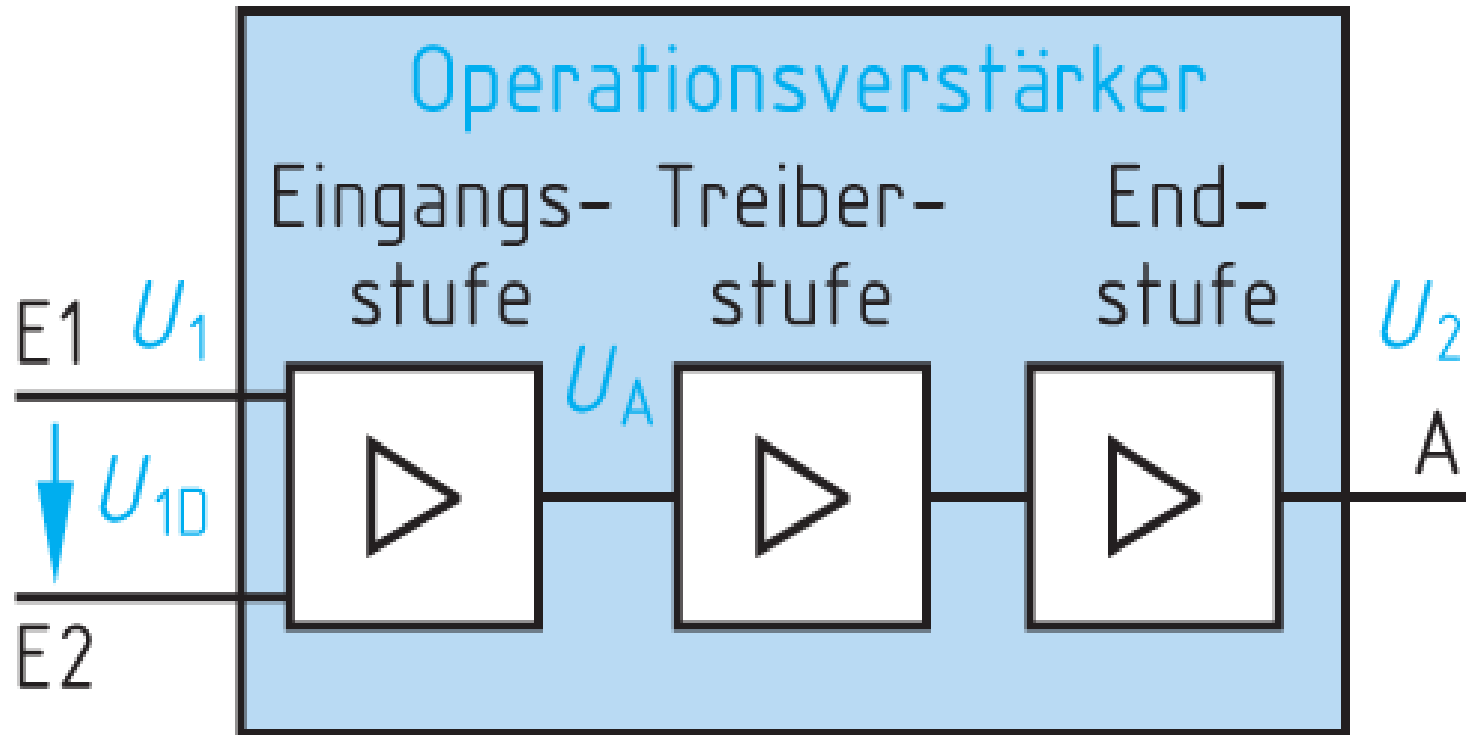 Operationsverstärker
Eingangs-
stufe
Treiber-
stufe
End-
stufe
E1
U1
U1D
E2
UA
U2
A